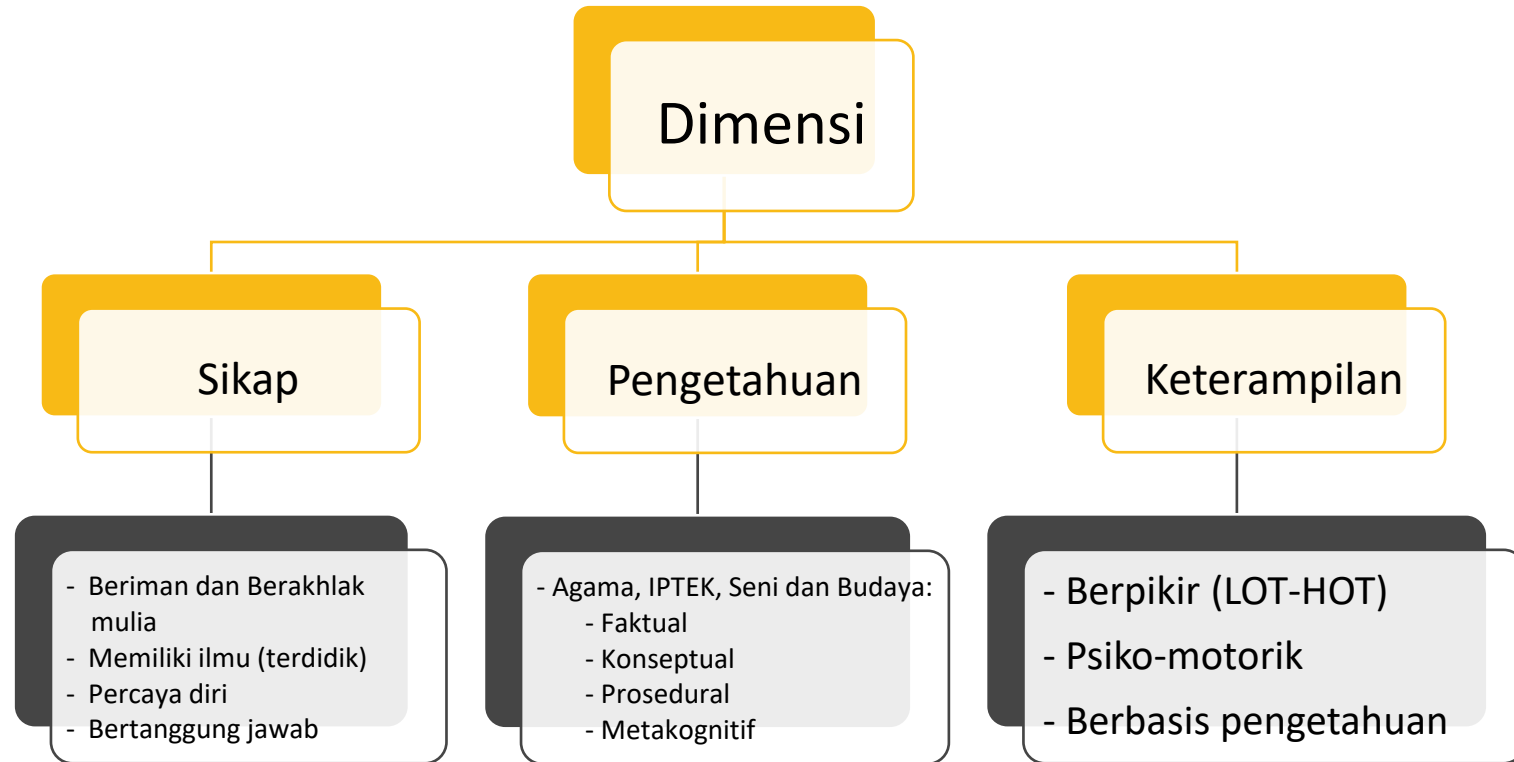 Dimensi
Sikap
Pengetahuan
Keterampilan
- Beriman dan Berakhlak
mulia
- Memiliki ilmu (terdidik)
- Percaya diri
- Bertanggung jawab
- Agama, IPTEK, Seni dan Budaya:
- Faktual
- Konseptual
- Prosedural
- Metakognitif
- Berpikir (LOT-HOT)
- Psiko-motorik
- Berbasis pengetahuan